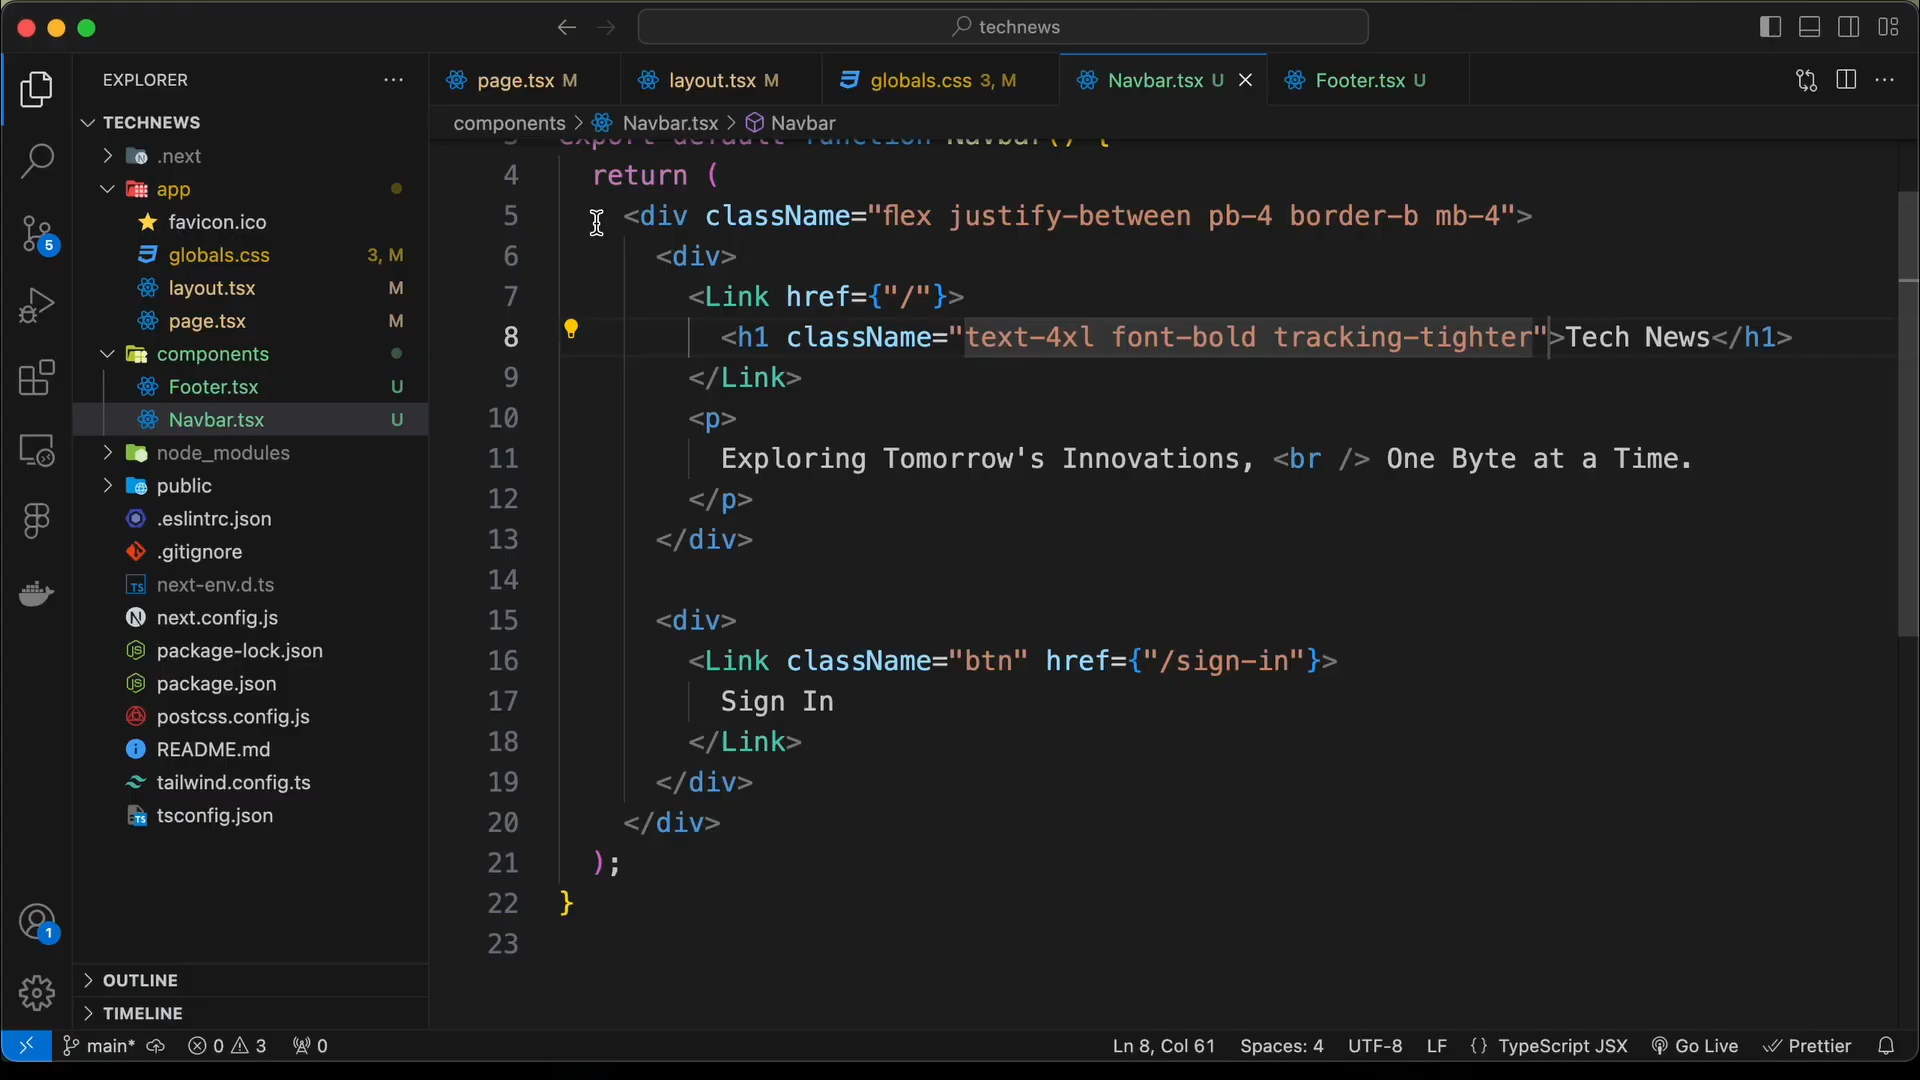 technews
EXPLORER
page.tsx M
layout.tsx M
globals.css 3, M
Navbar.tsx U
Footer.tsx U
components > Navbar.tsx > Navbar
TECHNEWS
.next
app
favicon.ico
globals.css 3, M
layout.tsx M
page.tsx M
components
Footer.tsx U
Navbar.tsx U
node_modules
public
.eslintrc.json
.gitignore
next-env.d.ts
next.config.js
package-lock.json
package.json
postcss.config.js
README.md
tailwind.config.ts
tsconfig.json
OUTLINE
TIMELINE
5
1
3 export default function Navbar() {
4 return (
5 <div className="flex justify-between pb-4 border-b mb-4">
6 <div>
7 <Link href={"/"}>
8 <h1 className="text-4xl font-bold tracking-tighter">Tech News</h1>
9 </Link>
10 <p>
11 Exploring Tomorrow's Innovations, <br /> One Byte at a Time.
12 </p>
13 </div>
14
15 <div>
16 <Link className="btn" href={"/sign-in"}>
17 Sign In
18 </Link>
19 </div>
20 </div>
21 );
22 }
23
main* 0 3 0
Ln 8, Col 61 Spaces: 4 UTF-8 LF {} TypeScript JSX Go Live Prettier